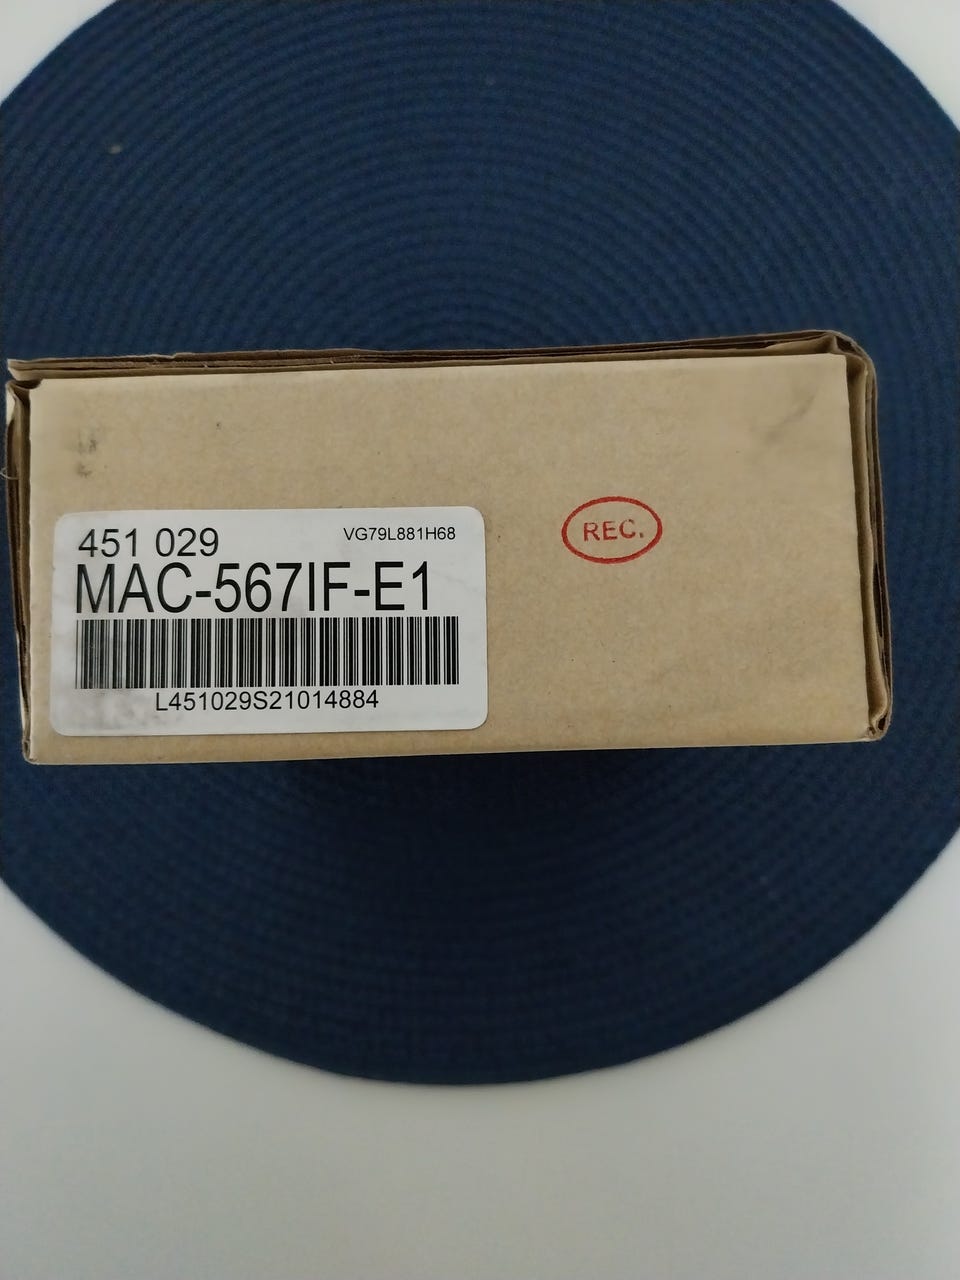 451 029
VG79L881H68
MAC-567IF-E1
L451029S21014884
REC.